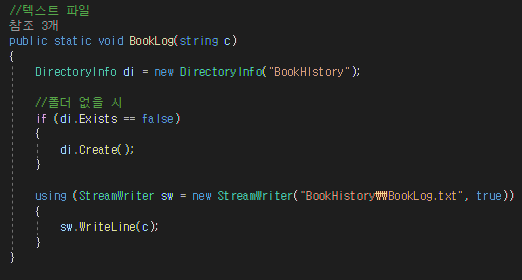 //텍스트 파일
참조 3개
public static void BookLog(string c)
{
DirectoryInfo di = new DirectoryInfo("BookHIstory");
//폴더 없을 시
if (di.Exists == false)
{
di.Create();
}
using (StreamWriter sw = new StreamWriter("BookHistory₩₩BookLog.txt", true))
{
sw.WriteLine(c);
}
}